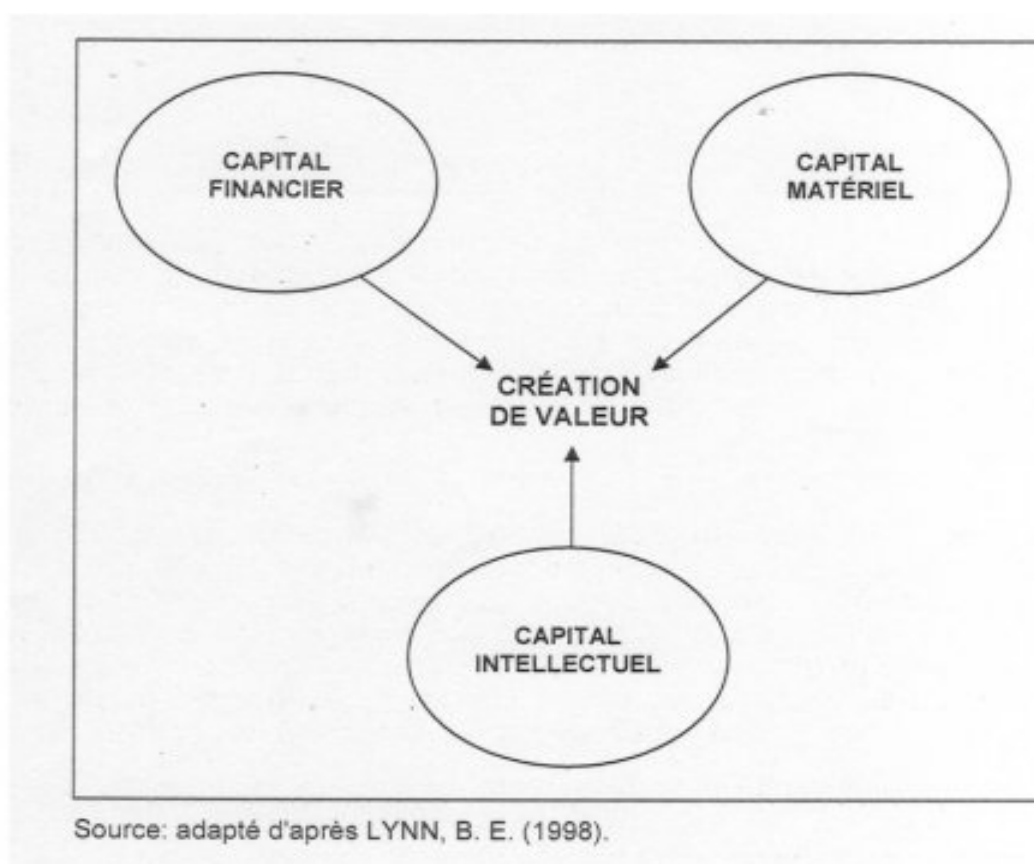 CAPITAL
FINANCIER
CAPITAL
MATÉRIEL
CRÉATION
DE VALEUR
CAPITAL
INTELLECTUEL
Source: adapté d'après LYNN, B. E. (1998).